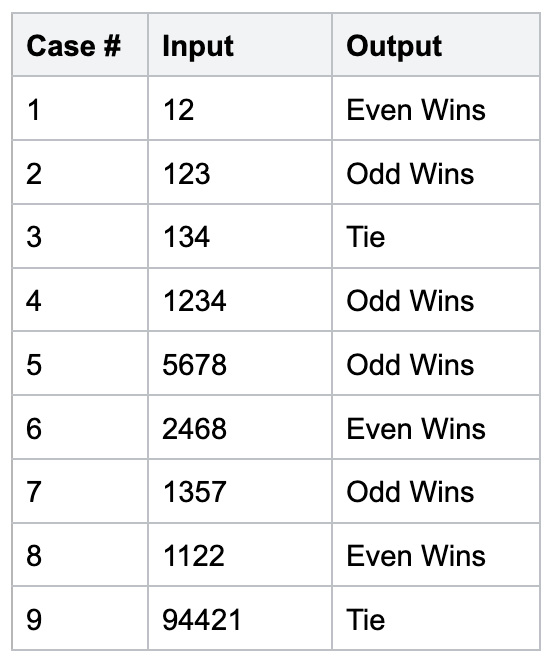 Case # Input Output
1 12 Even Wins
2 123 Odd Wins
3 134 Tie
4 1234 Odd Wins
5 5678 Odd Wins
6 2468 Even Wins
7 1357 Odd Wins
8 1122 Even Wins
9 94421 Tie